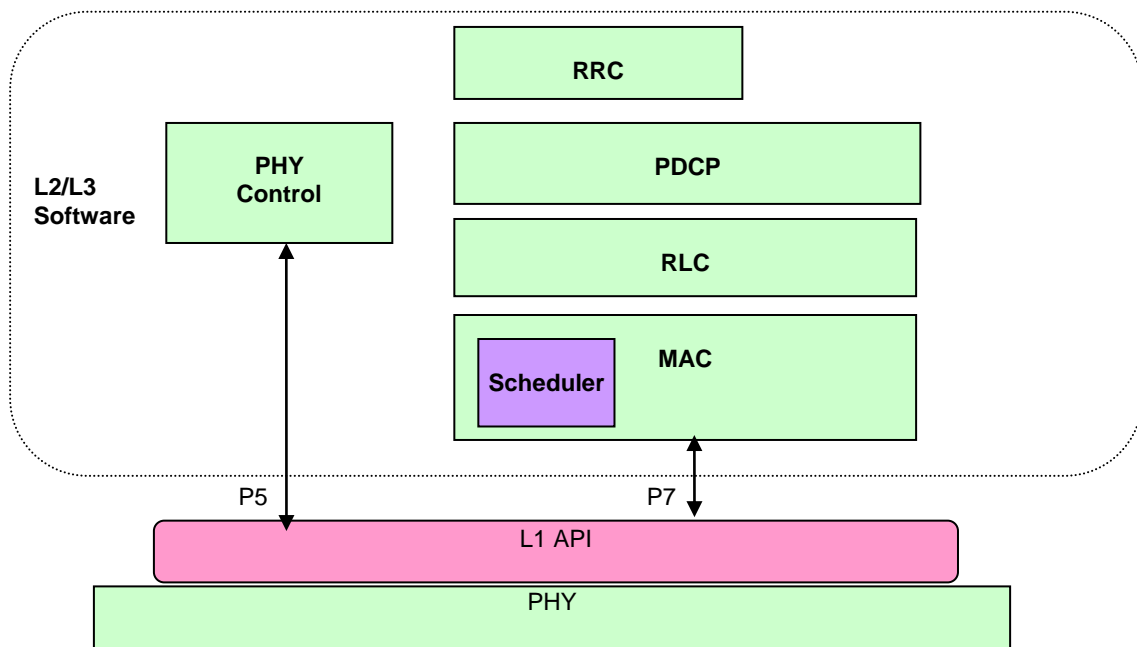 RRC
PHY
Control
PDCP
L2/L3
Software
RLC
MAC
Scheduler
P5
P7
L1 API
PHY